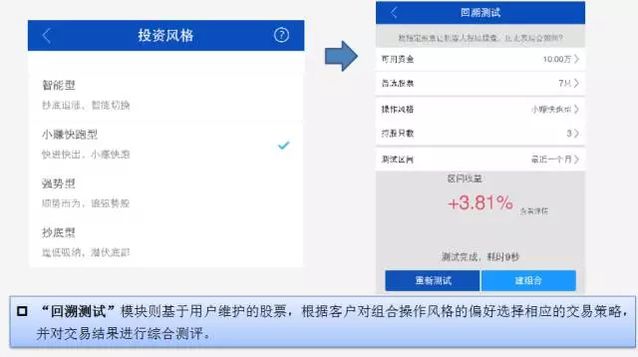 投资风格
?
智能型
抄底追涨、智能切换
小赚快跑型
快进快出、小赚快跑
强势型
顺势而为、追强势股
抄底型
逢低吸纳、潜伏底部
回溯测试
可用资金
10.00万
备选股票
7只
操作风格
小赚快跑型
持股只数
3
测试区间
最近一个月
区间收益
+3.81%
查看详情
测试完成，耗时9秒
重新测试
建组合
“回溯测试”模块则基于用户维护的股票，根据客户对组合操作风格的偏好选择相应的交易策略，
并对交易结果进行综合测评。